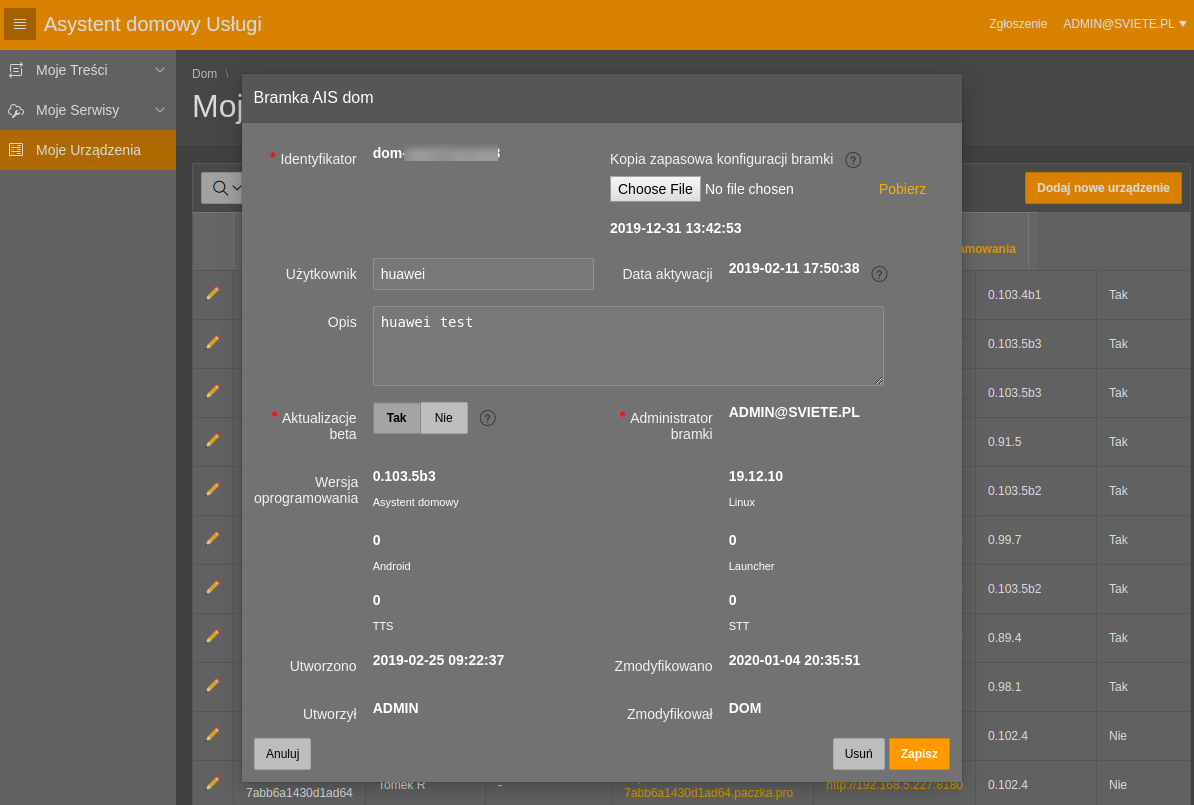 Asystent domowy Usługi
Zgłoszenie
ADMIN@SVIETE.PL
Moje Treści
Moje Serwisy
Moje Urządzenia
Dom \
Moj
Dodaj nowe urządzenie
amowania
Bramka AIS dom
* Identyfikator
dom-
Kopia zapasowa konfiguracji bramki ?
Choose File No file chosen
Pobierz
2019-12-31 13:42:53
Użytkownik
huawei
Data aktywacji
2019-02-11 17:50:38 ?
Opis
huawei test
* Aktualizacje
beta
Tak Nie ?
* Administrator
bramki
ADMIN@SVIETE.PL
Wersja
oprogramowania
0.103.5b3
Asystent domowy
19.12.10
Linux
0
Android
0
Launcher
0
TTS
0
STT
Utworzono
2019-02-25 09:22:37
Zmodyfikowano
2020-01-04 20:35:51
Utworzył
ADMIN
Zmodyfikował
DOM
Anuluj
Usuń
Zapisz
0.103.4b1 Tak
0.103.5b3 Tak
0.103.5b3 Tak
0.91.5 Tak
0.103.5b2 Tak
0.99.7 Tak
0.103.5b2 Tak
0.89.4 Tak
0.98.1 Tak
0.102.4 Nie
7abb6a1430d1ad64
Tomek R
-
7abb6a1430d1ad64.paczka.pro
http://192.168.5.227:8180
0.102.4 Nie